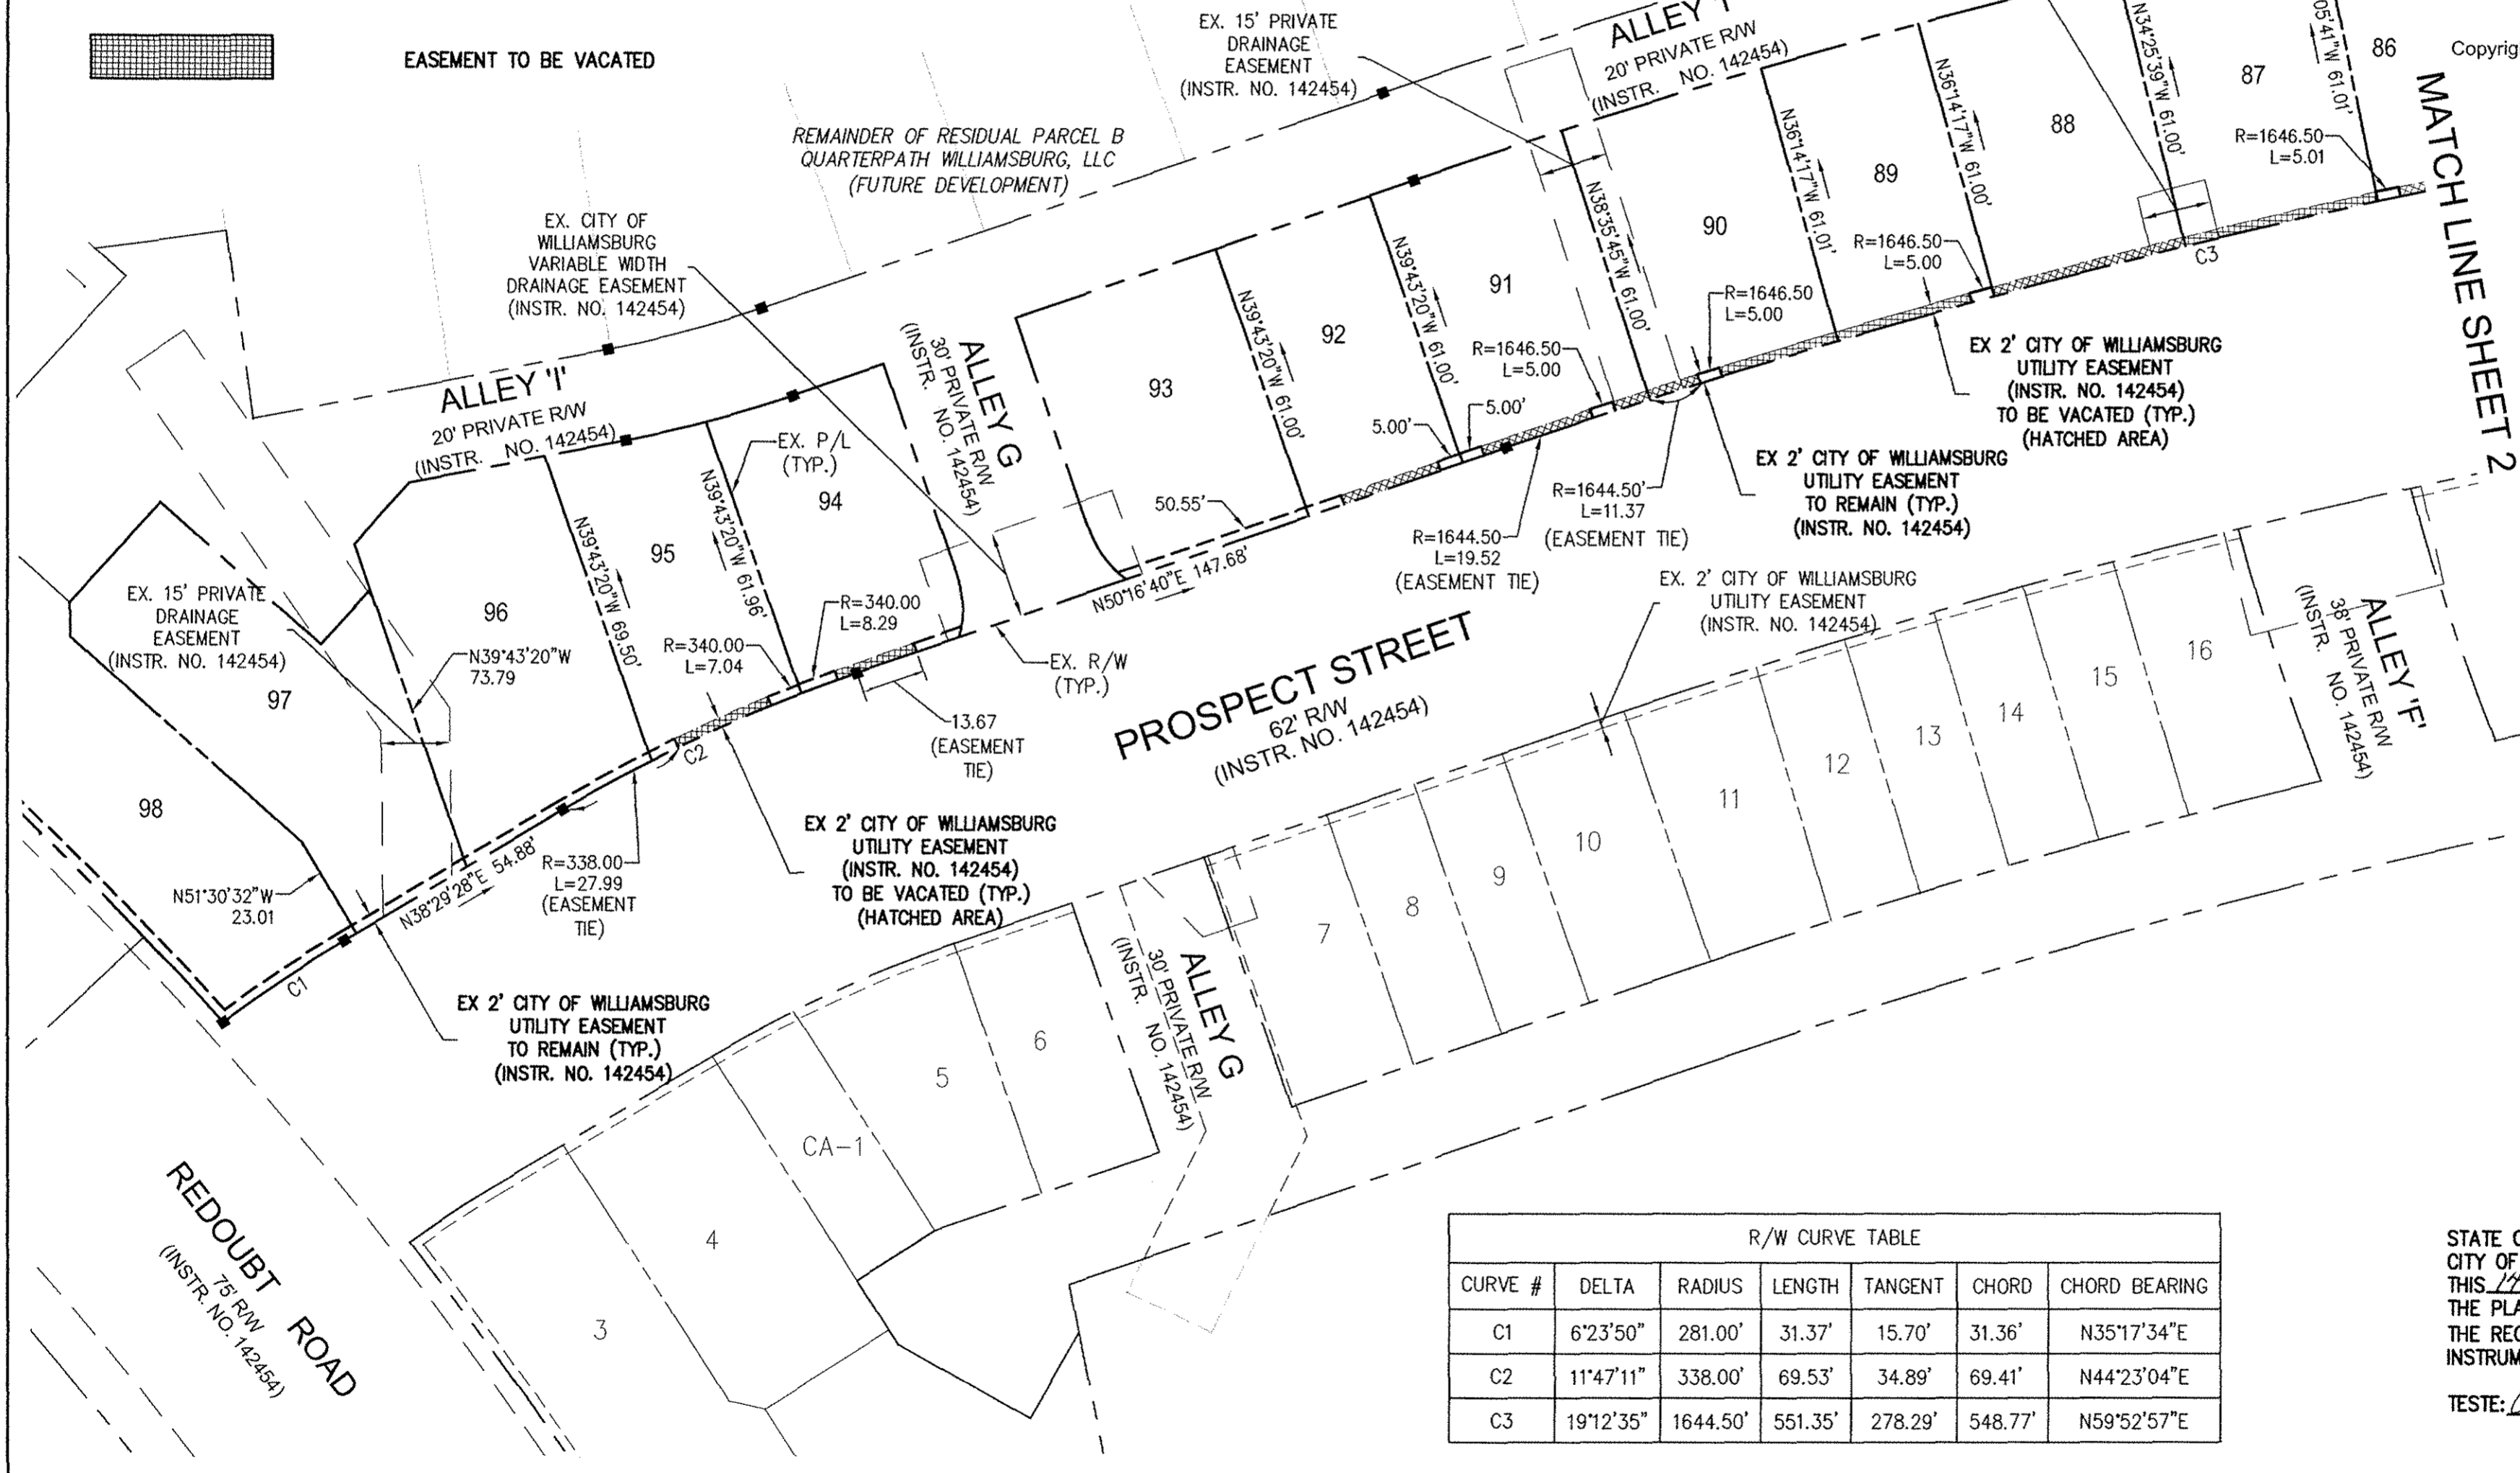 EASEMENT TO BE VACATED
EX. 15' PRIVATE
DRAINAGE
EASEMENT
(INSTR. NO. 142454)
20' PRIVATE R/W
(INSTR. NO. 142454)
REMAINDER OF RESIDUAL PARCEL B
QUARTERPATH WILLIAMSBURG, LLC
(FUTURE DEVELOPMENT)
EX. CITY OF
WILLIAMSBURG
VARIABLE WIDTH
DRAINAGE EASEMENT
(INSTR. NO. 142454)
ALLEY 'I'
20' PRIVATE R/W
(INSTR. NO. 142454)
ALLEY G
30' PRIVATE R/W
(INSTR. NO. 142454)
86
87
88
89
90
91
92
93
94
95
96
97
98
N34°25'39"W 61.00'
05'41"W 61.01'
N36°14'17"W 61.00'
N36°14'17"W 61.01'
N38°35'45"W 61.00'
N39°43'20"W 61.00'
N39°43'20"W 61.00'
N39°43'20"W 61.96'
N39°43'20"W 69.50'
R=1646.50
L=5.01
R=1646.50
L=5.00
R=1646.50
L=5.00
R=1646.50
L=5.00
5.00'
5.00'
C3
MATCH LINE SHEET 2
EX 2' CITY OF WILLIAMSBURG
UTILITY EASEMENT
(INSTR. NO. 142454)
TO BE VACATED (TYP.)
(HATCHED AREA)
EX 2' CITY OF WILLIAMSBURG
UTILITY EASEMENT
TO REMAIN (TYP.)
(INSTR. NO. 142454)
R=1644.50'
L=11.37
(EASEMENT TIE)
R=1644.50
L=19.52
(EASEMENT TIE)
50.55'
N50°16'40"E 147.68'
EX. P/L
(TYP.)
EX. R/W
(TYP.)
R=340.00
L=8.29
R=340.00
L=7.04
13.67
(EASEMENT
TIE)
C2
EX. 15' PRIVATE
DRAINAGE
EASEMENT
(INSTR. NO. 142454)
N39°43'20"W
73.79
N51°30'32"W
23.01
N38°29'28"E 54.88'
R=338.00
L=27.99
(EASEMENT
TIE)
C1
EX 2' CITY OF WILLIAMSBURG
UTILITY EASEMENT
(INSTR. NO. 142454)
TO BE VACATED (TYP.)
(HATCHED AREA)
EX 2' CITY OF WILLIAMSBURG
UTILITY EASEMENT
TO REMAIN (TYP.)
(INSTR. NO. 142454)
PROSPECT STREET
62' R/W
(INSTR. NO. 142454)
EX. 2' CITY OF WILLIAMSBURG
UTILITY EASEMENT
(INSTR. NO. 142454)
3
4
CA-1
5
6
7
8
9
10
11
12
13
14
15
16
ALLEY G
30' PRIVATE R/W
(INSTR. NO. 142454)
ALLEY 'F'
38' PRIVATE R/W
(INSTR. NO. 142454)
REDOUBT ROAD
75' R/W
(INSTR. NO. 142454)
R/W CURVE TABLE
CURVE # DELTA RADIUS LENGTH TANGENT CHORD CHORD BEARING
C1 6°23'50" 281.00' 31.37' 15.70' 31.36' N35°17'34"E
C2 11°47'11" 338.00' 69.53' 34.89' 69.41' N44°23'04"E
C3 19°12'35" 1644.50' 551.35' 278.29' 548.77' N59°52'57"E
STATE
CITY OF
THIS
THE
THE
TESTE: